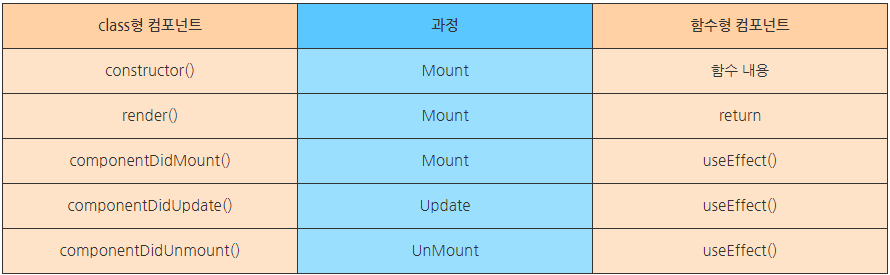 class형 컴포넌트 과정 함수형 컴포넌트
constructor() Mount 함수 내용
render() Mount return
componentDidMount() Mount useEffect()
componentDidUpdate() Update useEffect()
componentDidUnmount() UnMount useEffect()